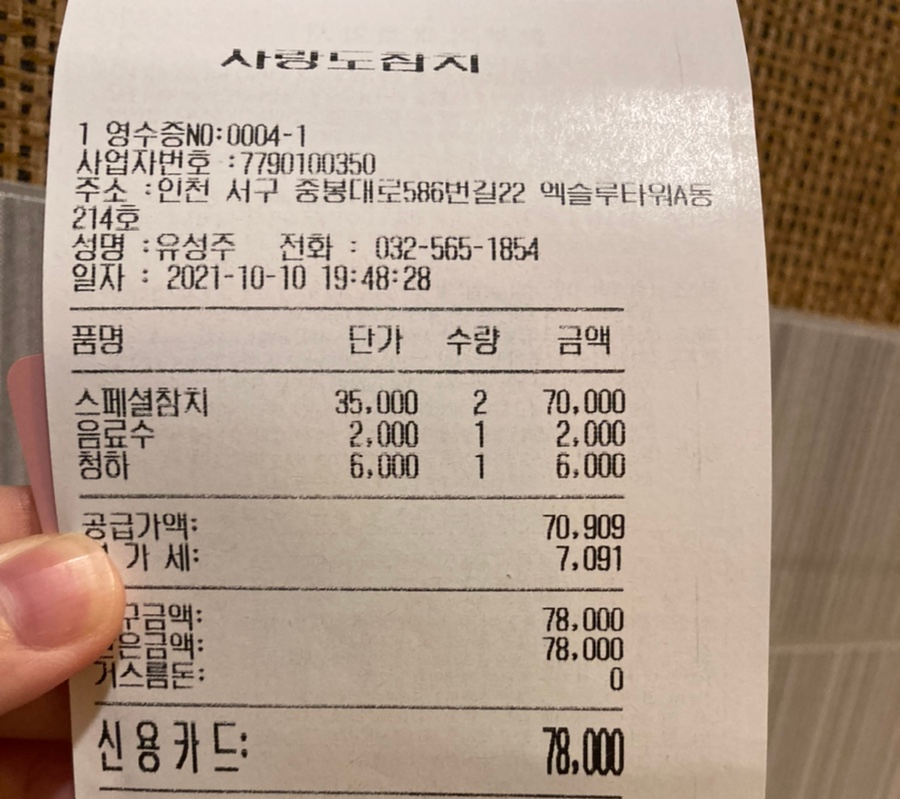 사랑도참치
1 영수증NO:0004-1
사업자번호 :7790100350
주소 :인천 서구 중봉대로586번길22 엑슬루타워A동
214호
성명 :유성주 전화 : 032-565-1854
일자 : 2021-10-10 19:48:28
품명 단가 수량 금액
스페셜참치 35,000 2 70,000
음료수 2,000 1 2,000
청하 6,000 1 6,000
공급가액: 70,909
가 세: 7,091
구금액: 78,000
은금액: 78,000
거스름돈: 0
신용카드: 78,000